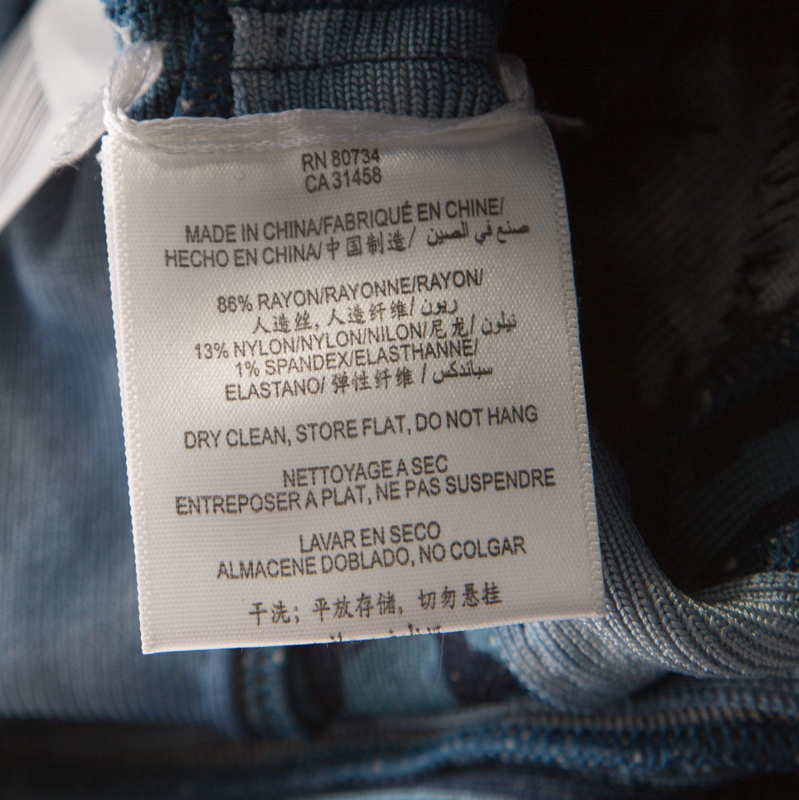 RN 80734
CA 31458
MADE IN CHINA/FABRIQUÉ EN CHINE/
HECHO EN CHINA/中国制造/ صنع في الصين
86% RAYON/RAYONNE/RAYON/
人造丝, 人造纤维/ ريون
13% NYLON/NYLON/NILON/尼龙/ نيلون
1% SPANDEX/ELASTHANNE/
ELASTANO/ 弹性纤维 / سباندكس
DRY CLEAN, STORE FLAT, DO NOT HANG
NETTOYAGE A SEC
ENTREPOSER A PLAT, NE PAS SUSPENDRE
LAVAR EN SECO
ALMACENE DOBLADO, NO COLGAR
干洗; 平放存储, 切勿悬挂